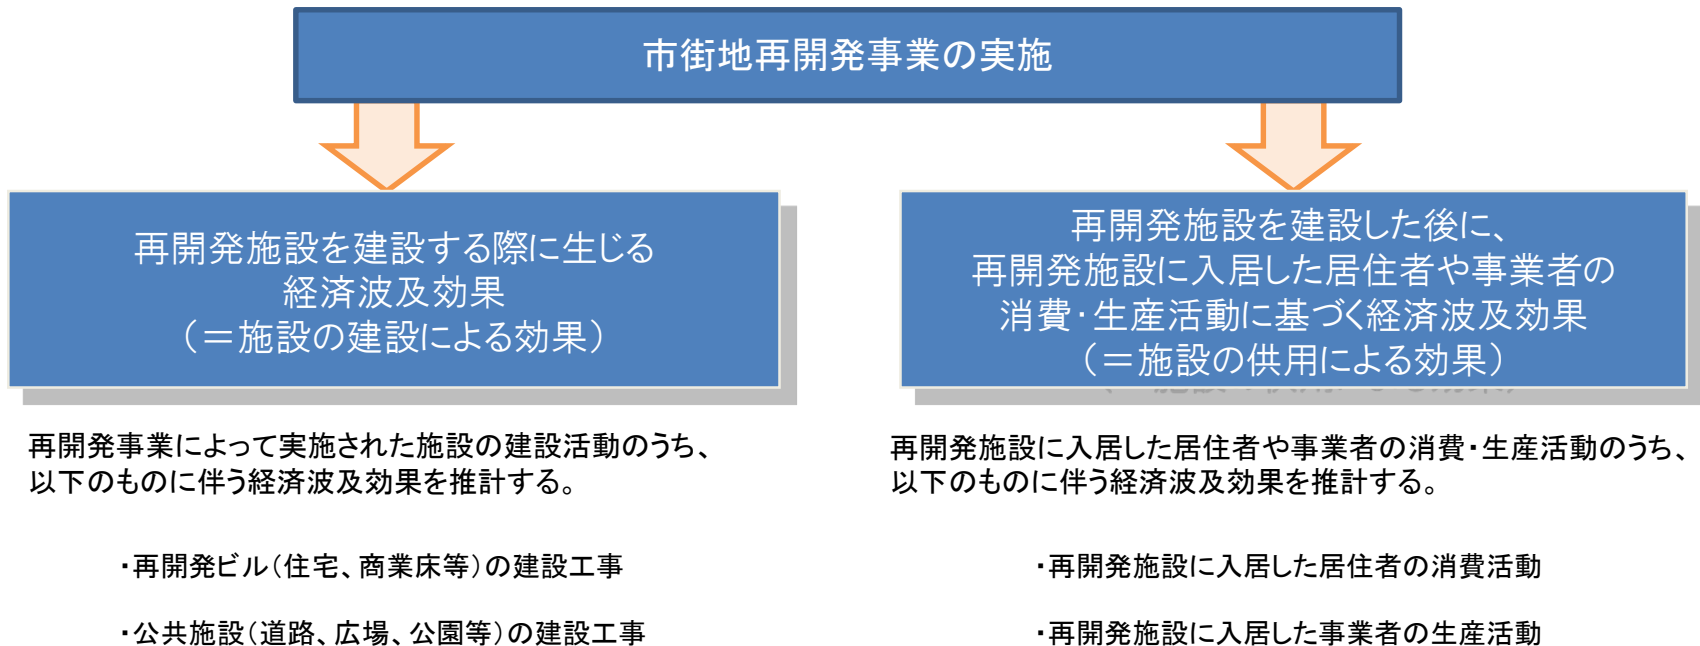 市街地再開発事業の実施
再開発施設を建設する際に生じる
経済波及効果
（＝施設の建設による効果）
再開発事業によって実施された施設の建設活動のうち、
以下のものに伴う経済波及効果を推計する。
・再開発ビル（住宅、商業床等）の建設工事
・公共施設（道路、広場、公園等）の建設工事
再開発施設を建設した後に、
再開発施設に入居した居住者や事業者の
消費・生産活動に基づく経済波及効果
（＝施設の供用による効果）
再開発施設に入居した居住者や事業者の消費・生産活動のうち、
以下のものに伴う経済波及効果を推計する。
・再開発施設に入居した居住者の消費活動
・再開発施設に入居した事業者の生産活動